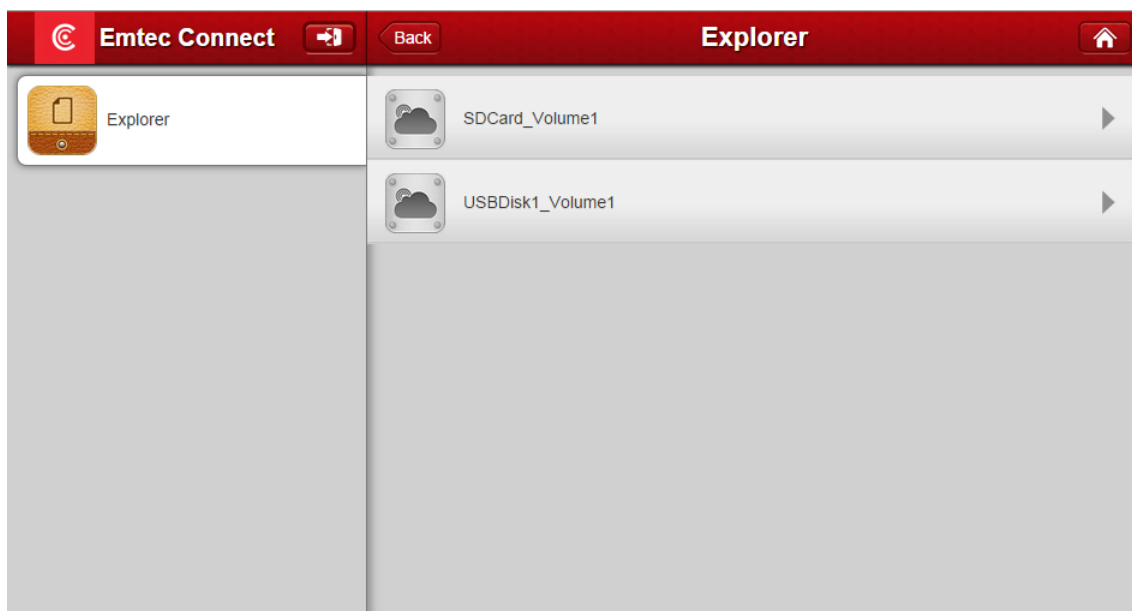 Emtec Connect
Back
Explorer
Explorer
SDCard_Volume1
USBDisk1_Volume1